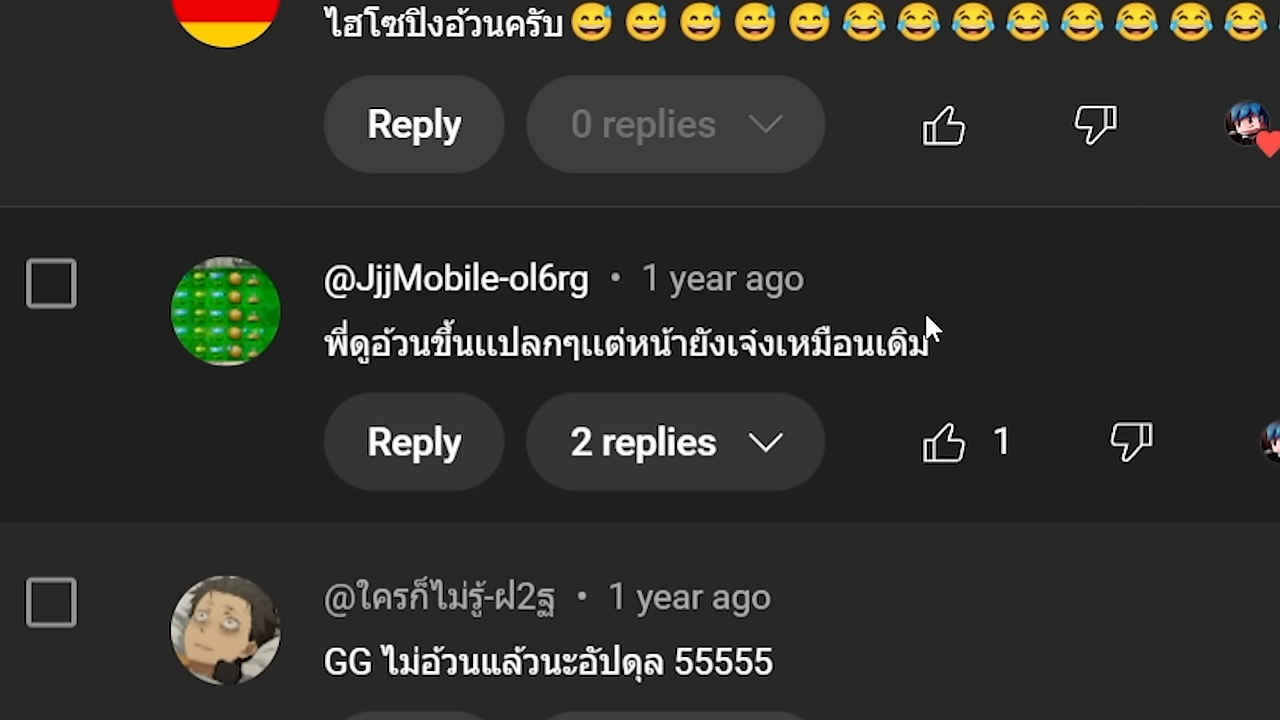 ไฮโซปิงอ้วนครับ 😅 😅 😅 😅 😅 😂 😂 😂 😂 😂 😂 😂 😂
Reply 0 replies
@JjjMobile-ol6rg • 1 year ago
พี่ดูอ้วนขึ้นแปลกๆแต่หน้ายังเจ๋งเหมือนเดิม
Reply 2 replies 1
@ใครก็ไม่รู้-ฝ2ฐ • 1 year ago
GG ไม่อ้วนแล้วนะอัปดุล 55555